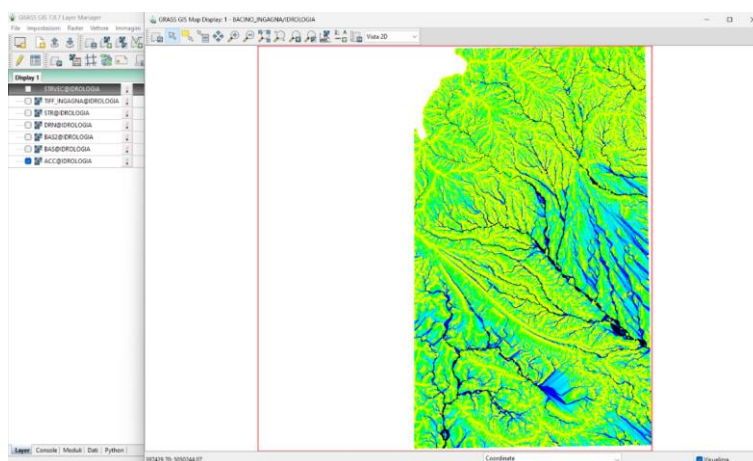 GRASS GIS 7.8.7 Layer Manager
File Impostazioni Raster Vettore Immagin
Display 1
STRVEC@IDROLOGIA
TIFF_INGAGNA@IDROLOGIA
STR@IDROLOGIA
DRN@IDROLOGIA
BAS2@IDROLOGIA
BAS@IDROLOGIA
ACC@IDROLOGIA
Layer Console Moduli Dati Python
GRASS GIS Map Display: 1 - BACINO_INGAGNA/IDROLOGIA
Vista 2D
Coordinate
Visualizza